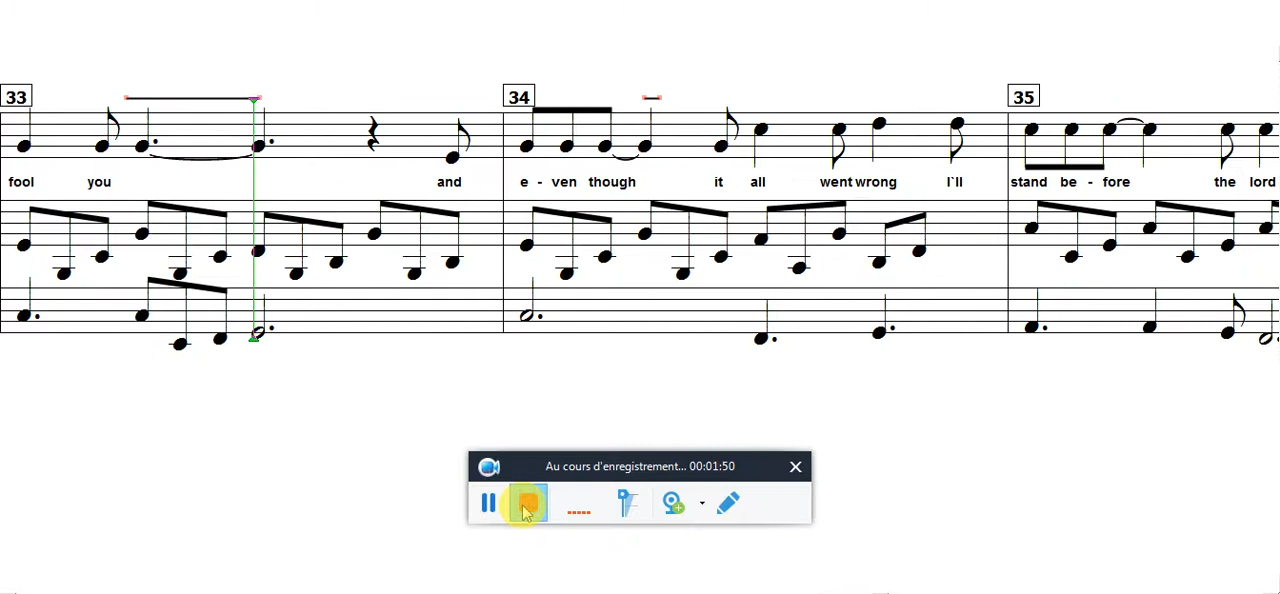 33 34 35
fool you and e - ven though it all went wrong I`ll stand be - fore the lord
Au cours d'enregistrement... 00:01:50